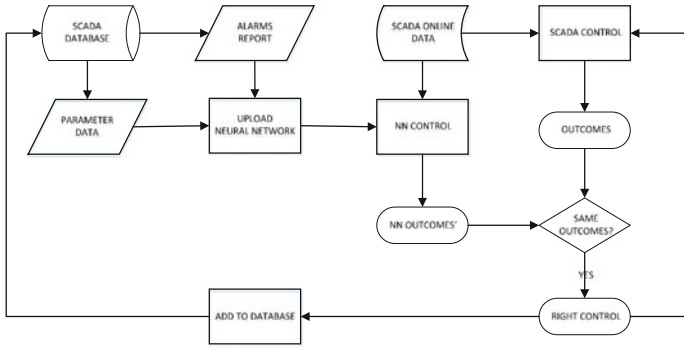 SCADA
DATABASE
ALARMS
REPORT
SCADA ONLINE
DATA
SCADA CONTROL
PARAMETER
DATA
UPLOAD
NEURAL NETWORK
NN CONTROL
OUTCOMES
NN OUTCOMES'
SAME
OUTCOMES?
YES
ADD TO DATABASE
RIGHT CONTROL